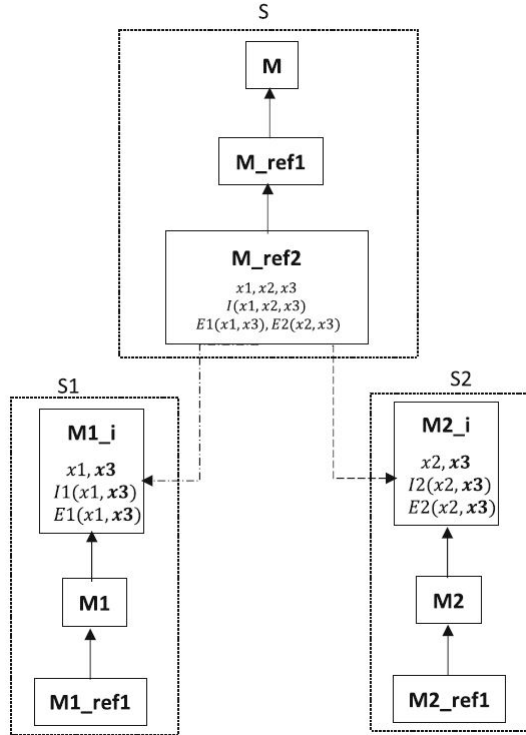 S
M
M_ref1
M_ref2
x1, x2, x3
I(x1, x2, x3)
E1(x1, x3), E2(x2, x3)
S1
M1_i
x1, x3
I1(x1, x3)
E1(x1, x3)
M1
M1_ref1
S2
M2_i
x2, x3
I2(x2, x3)
E2(x2, x3)
M2
M2_ref1